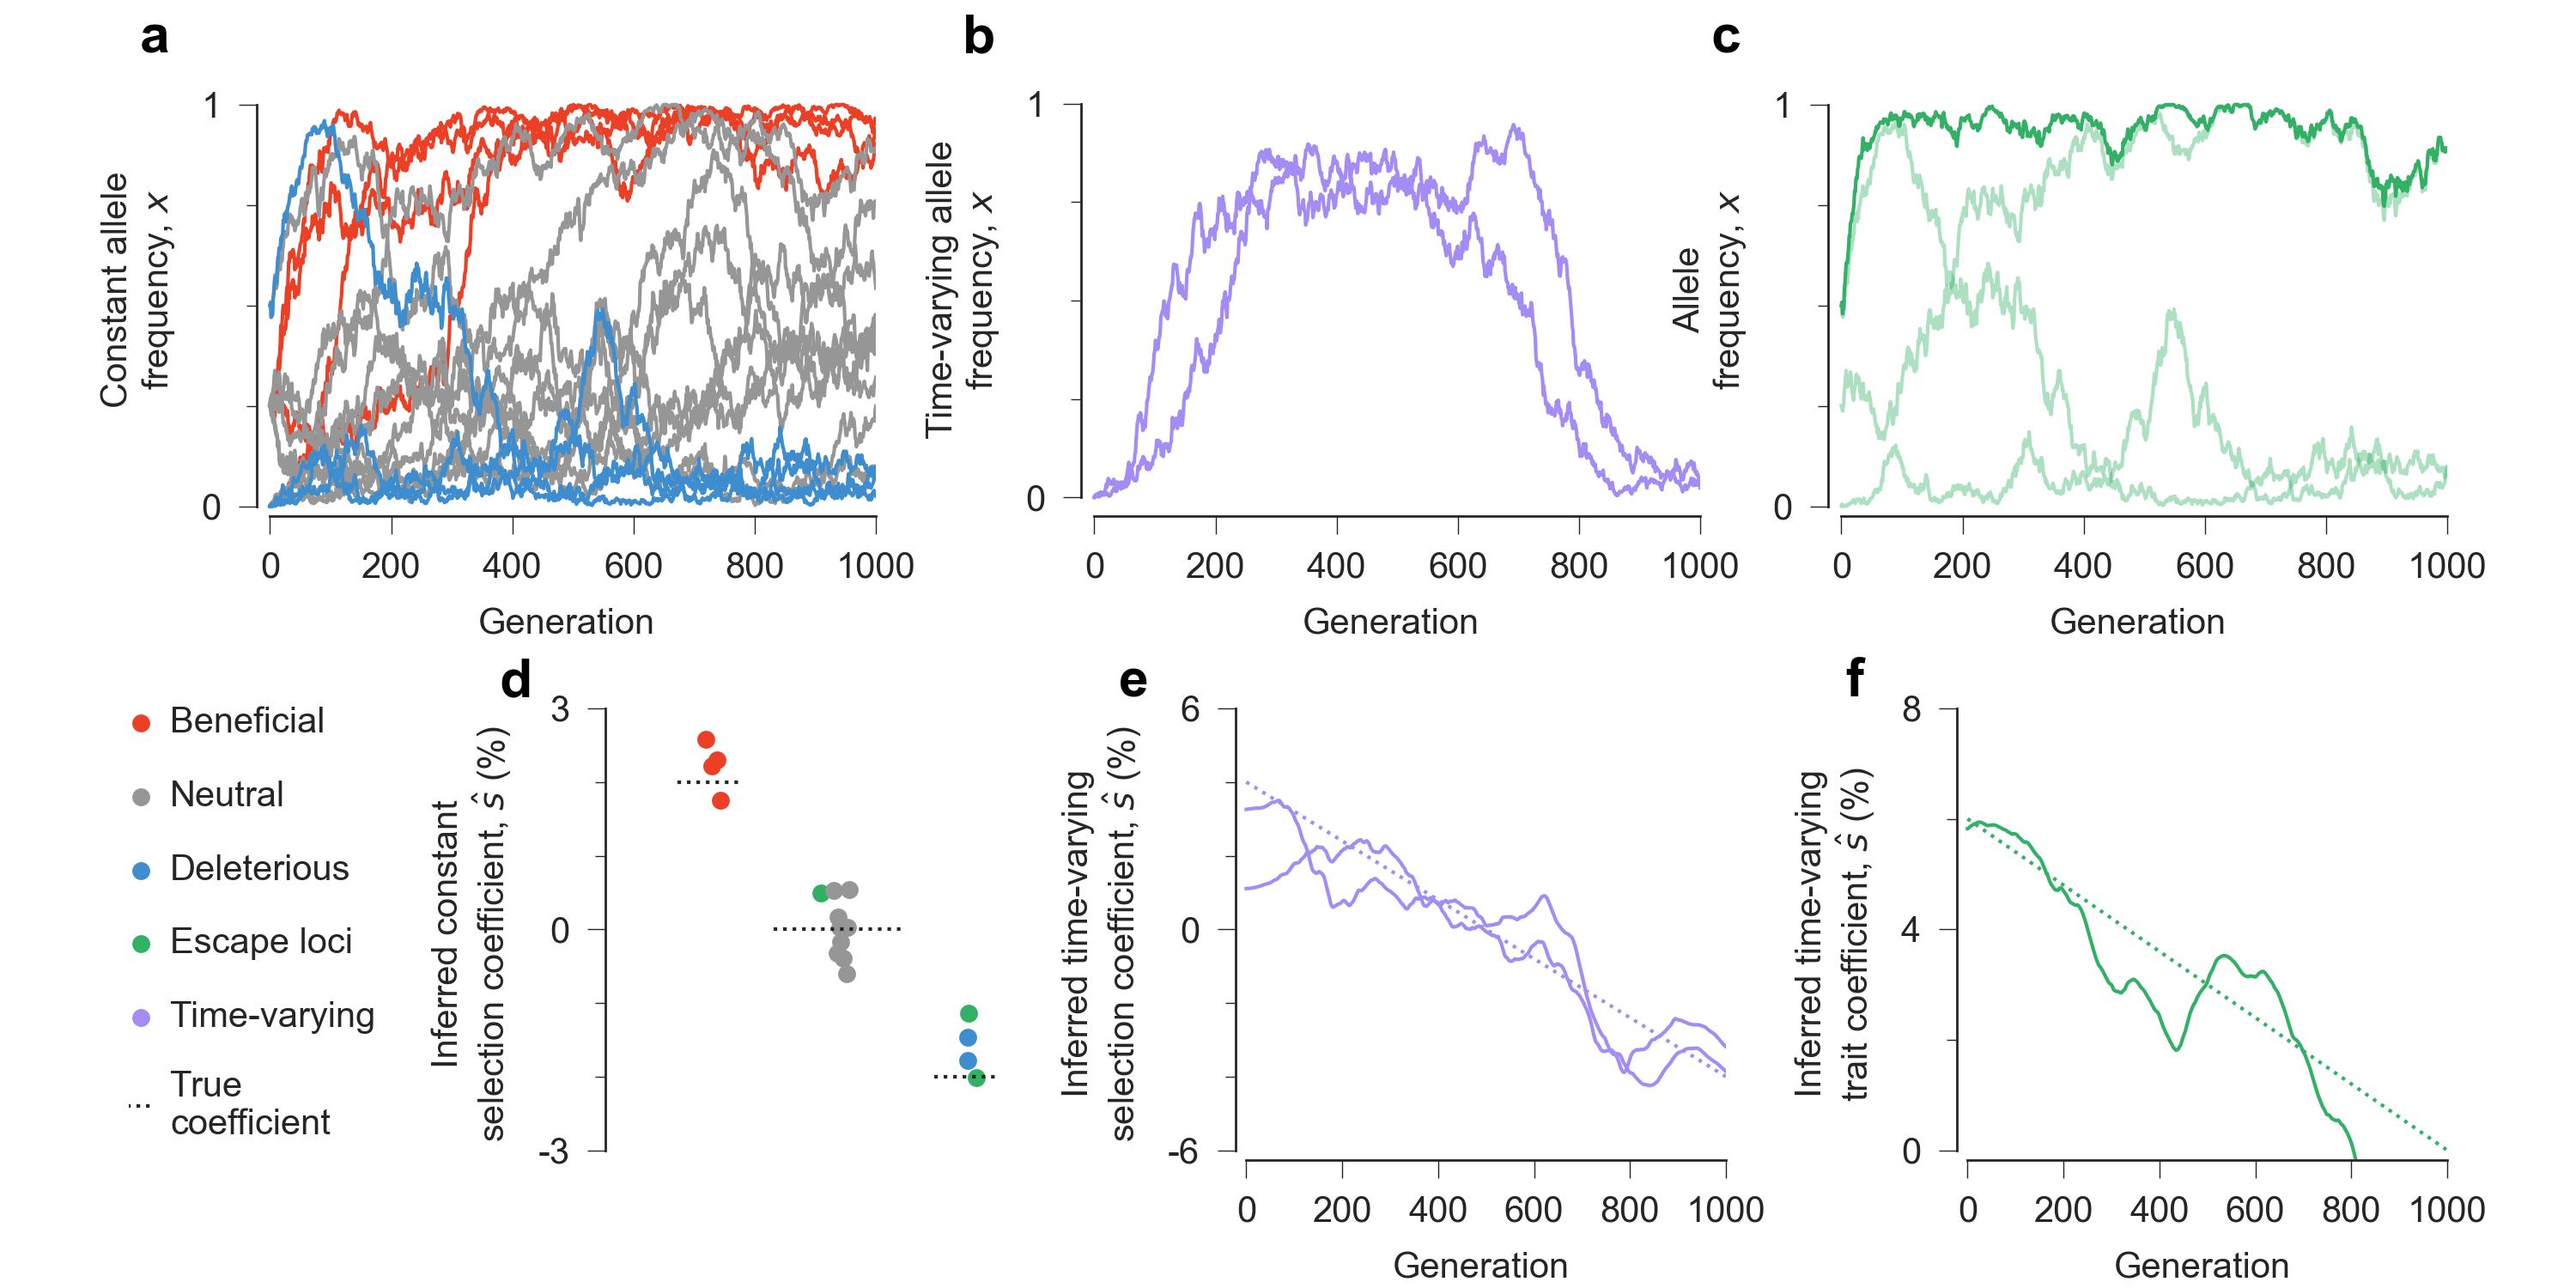 a
1
0
Constant allele
frequency, x
0 200 400 600 800 1000
Generation
b
1
0
Time-varying allele
frequency, x
0 200 400 600 800 1000
Generation
c
1
0
Allele
frequency, x
0 200 400 600 800 1000
Generation
Beneficial
Neutral
Deleterious
Escape loci
Time-varying
True
coefficient
d
3
0
-3
Inferred constant
selection coefficient, ŝ (%)
e
6
0
-6
Inferred time-varying
selection coefficient, ŝ (%)
0 200 400 600 800 1000
Generation
f
8
4
0
Inferred time-varying
trait coefficient, ŝ (%)
0 200 400 600 800 1000
Generation